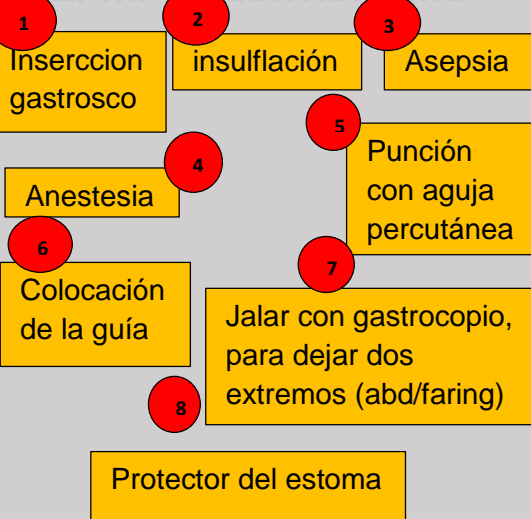 1
Inserccion
gastrosco
2
insulflación
3
Asepsia
4
Anestesia
5
Punción
con aguja
percutánea
6
Colocación
de la guía
7
Jalar con gastrocopio,
para dejar dos
extremos (abd/faring)
8
Protector del estoma